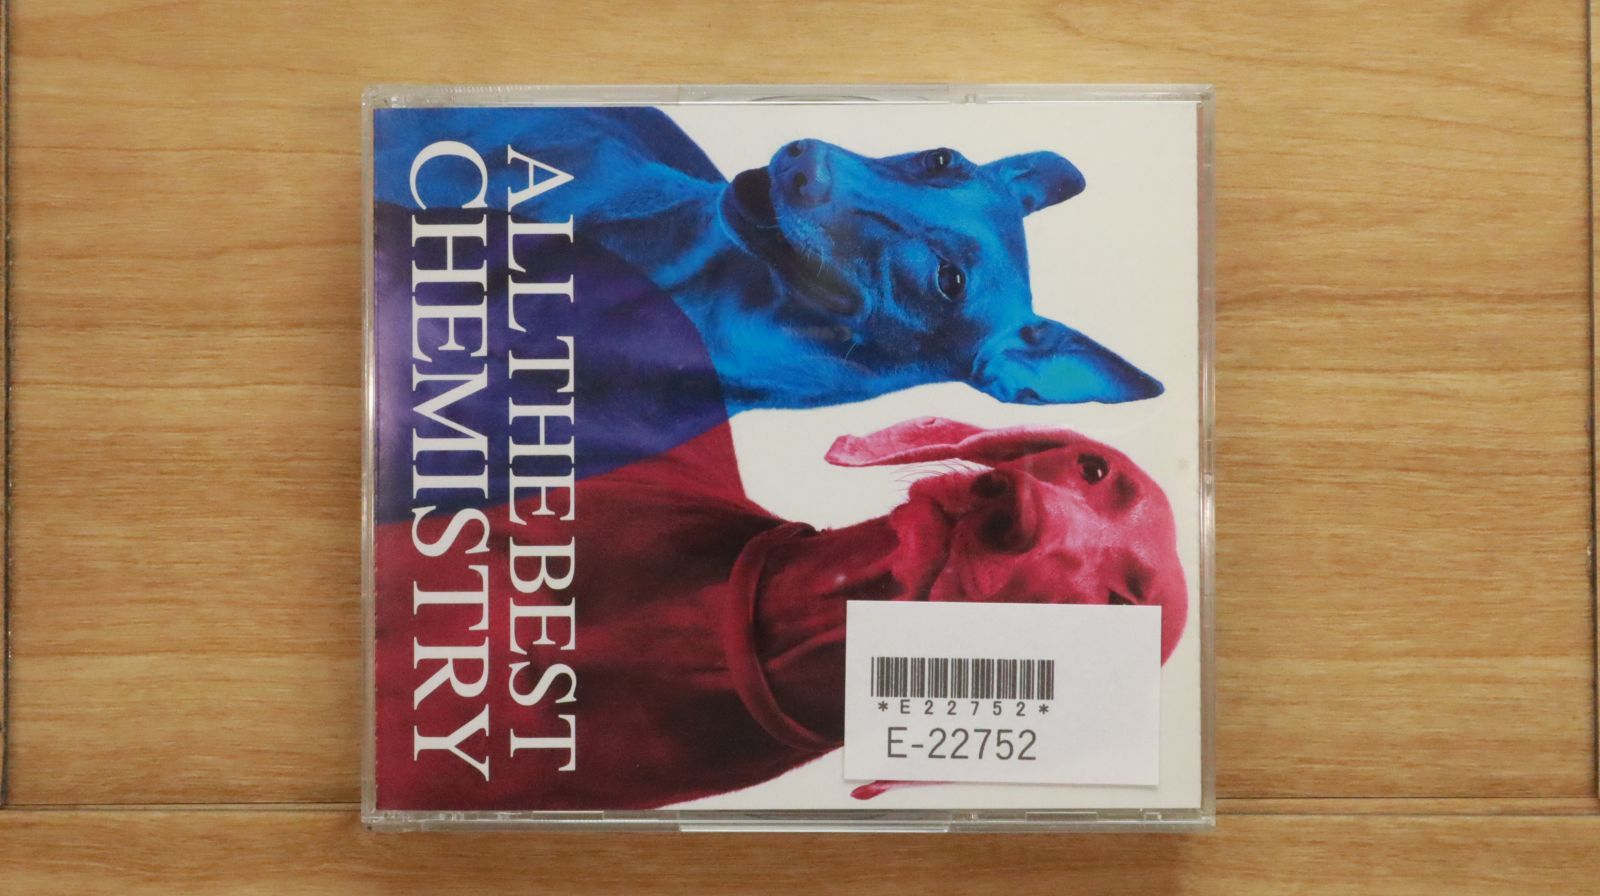 ALL THE BEST
CHEMISTRY
*E22752*
E-22752